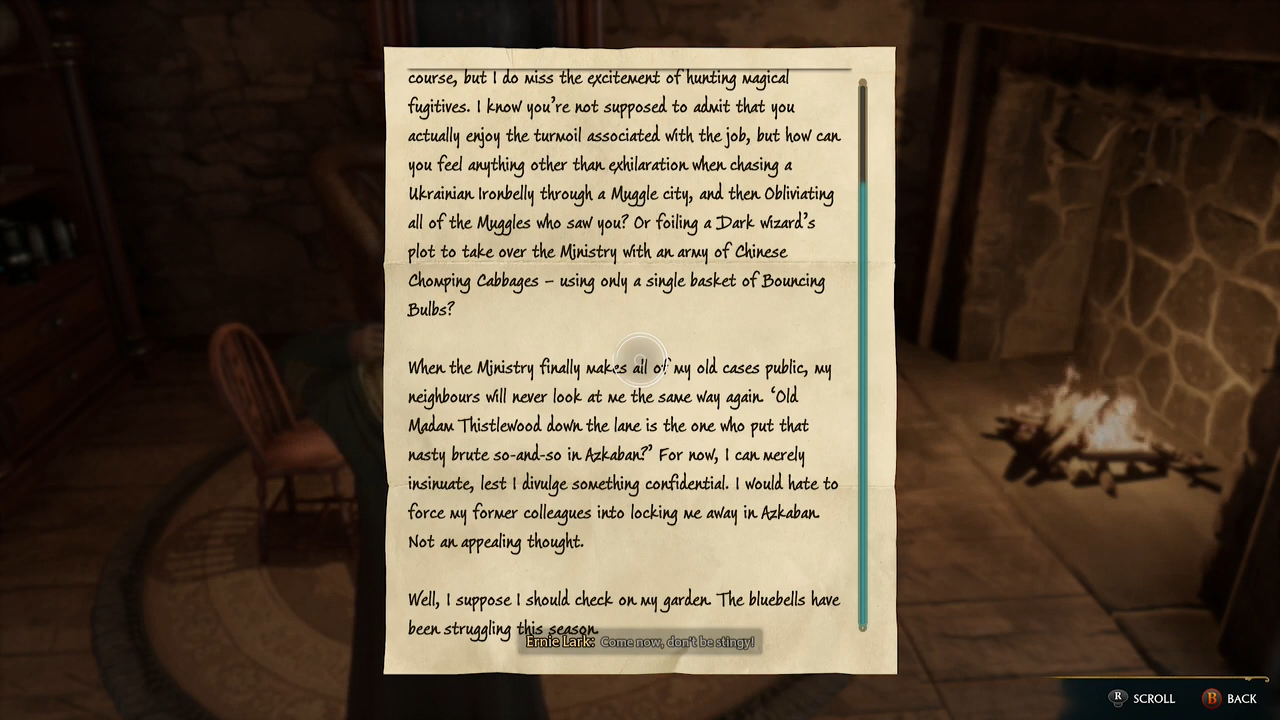 course, but I do miss the excitement of hunting magical
fugitives. I know you're not supposed to admit that you
actually enjoy the turmoil associated with the job, but how can
you feel anything other than exhilaration when chasing a
Ukrainian Ironbelly through a Muggle city, and then Obliviating
all of the Muggles who saw you? Or foiling a Dark wizard's
plot to take over the Ministry with an army of Chinese
Chomping Cabbages – using only a single basket of Bouncing
Bulbs?
When the Ministry finally makes all of my old cases public, my
neighbours will never look at me the same way again. 'Old
Madam Thistlewood down the lane is the one who put that
nasty brute so-and-so in Azkaban?' For now, I can merely
insinuate, lest I divulge something confidential. I would hate to
force my former colleagues into locking me away in Azkaban.
Not an appealing thought.
Well, I suppose I should check on my garden. The bluebells have
been struggling this season.
Ernie Lark: Come now, don't be stingy!
R SCROLL B BACK